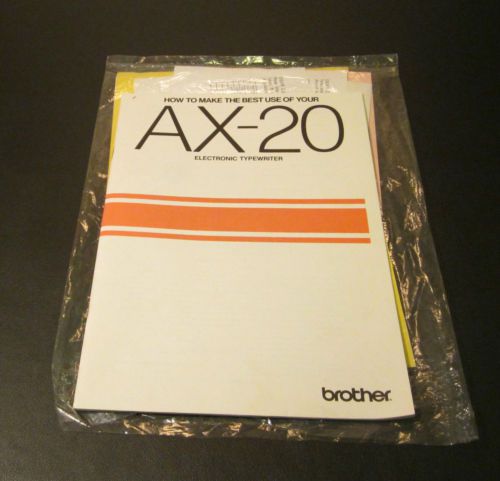 HOW TO MAKE THE BEST USE OF YOUR
AX-20
ELECTRONIC TYPEWRITER
brother